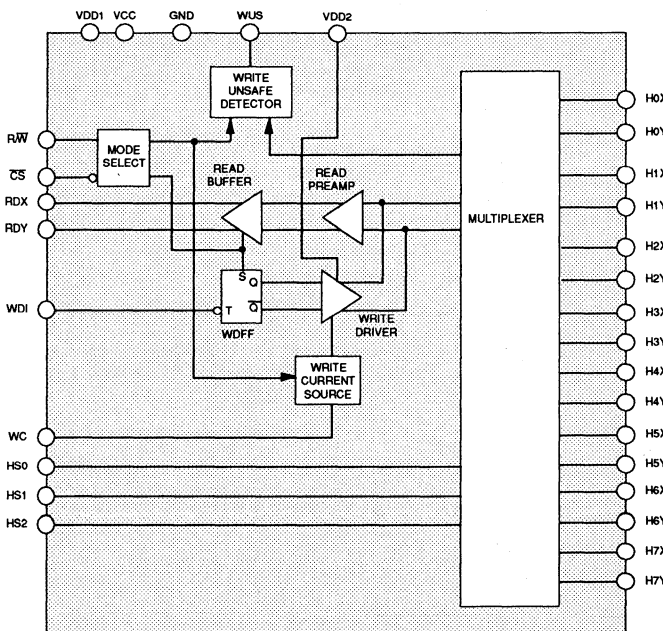 VDD1 VCC GND WUS VDD2
WRITE
UNSAFE
DETECTOR
R/W̅
MODE
SELECT
C̅S̅
READ
BUFFER
READ
PREAMP
RDX
RDY
MULTIPLEXER
S
Q
T
Q̅
WDI
WDFF
WRITE
DRIVER
WRITE
CURRENT
SOURCE
WC
HS0
HS1
HS2
H0X
H0Y
H1X
H1Y
H2X
H2Y
H3X
H3Y
H4X
H4Y
H5X
H5Y
H6X
H6Y
H7X
H7Y